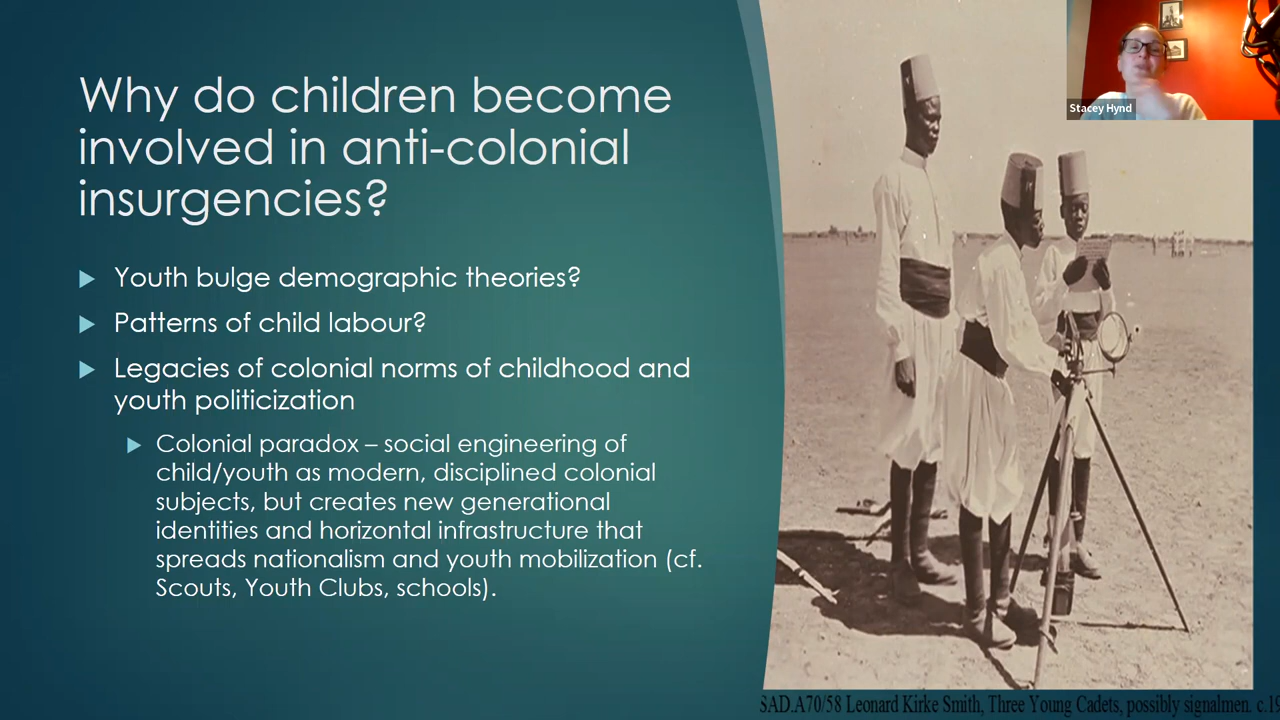 Why do children become
involved in anti-colonial
insurgencies?
Youth bulge demographic theories?
Patterns of child labour?
Legacies of colonial norms of childhood and
youth politicization
Colonial paradox – social engineering of
child/youth as modern, disciplined colonial
subjects, but creates new generational
identities and horizontal infrastructure that
spreads nationalism and youth mobilization (cf.
Scouts, Youth Clubs, schools).
Stacey Hynd
SAD.A70/58 Leonard Kirke Smith, Three Young Cadets, possibly signalmen. c.